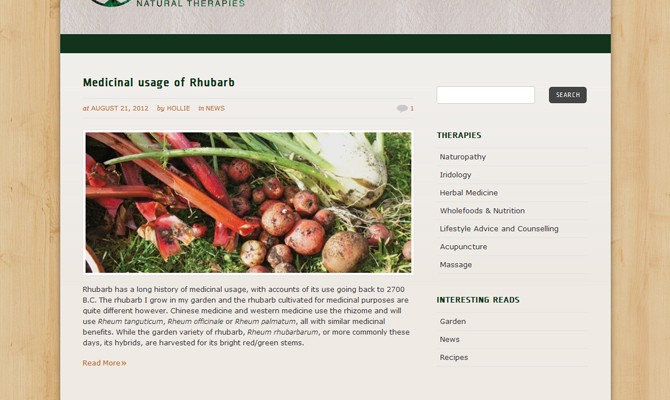 NATURAL THERAPIES
Medicinal usage of Rhubarb
at AUGUST 21, 2012 by HOLLIE in NEWS
1
Rhubarb has a long history of medicinal usage, with accounts of its use going back to 2700
B.C. The rhubarb I grow in my garden and the rhubarb cultivated for medicinal purposes are
quite different however. Chinese medicine and western medicine use the rhizome and will
use Rheum tanguticum, Rheum officinale or Rheum palmatum, all with similar medicinal
benefits. While the garden variety of rhubarb, Rheum rhubarbarum, or more commonly these
days, its hybrids, are harvested for its bright red/green stems.
Read More»
SEARCH
THERAPIES
Naturopathy
Iridology
Herbal Medicine
Wholefoods & Nutrition
Lifestyle Advice and Counselling
Acupuncture
Massage
INTERESTING READS
Garden
News
Recipes